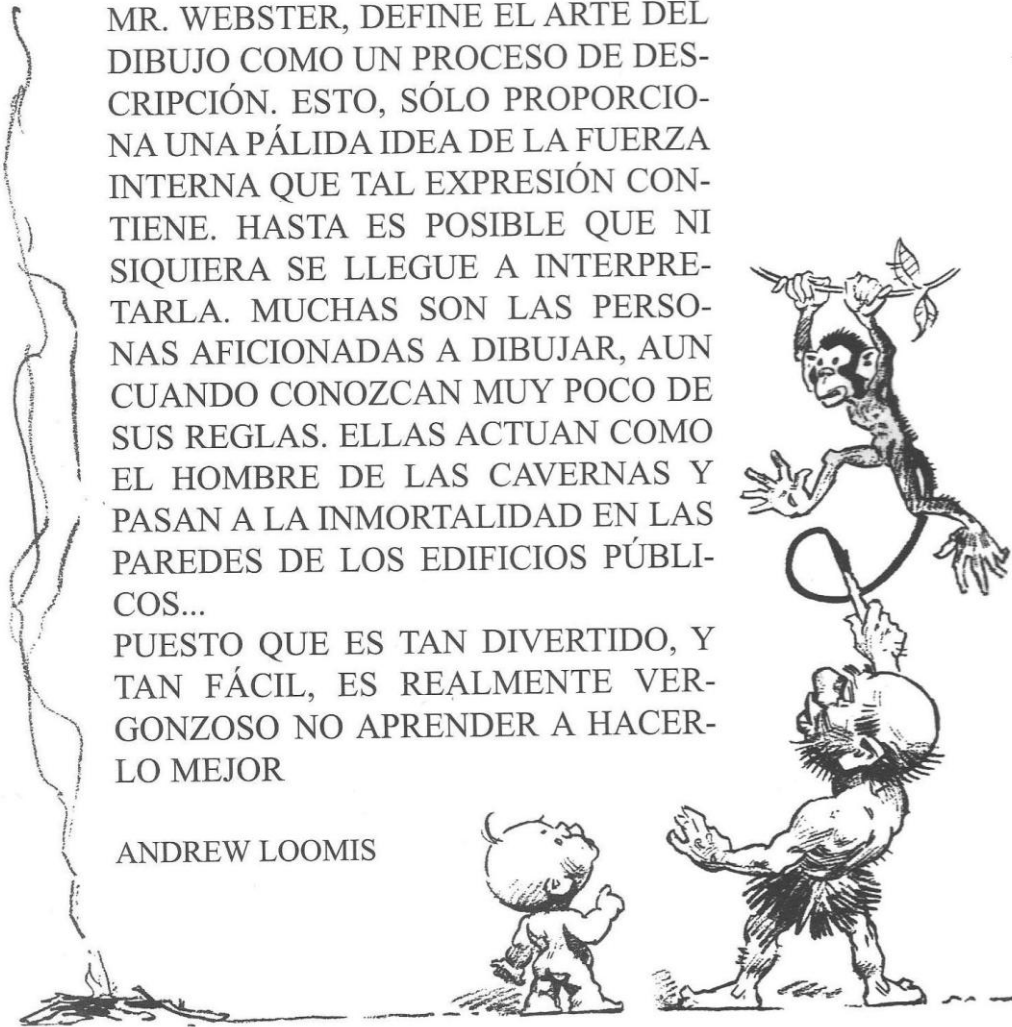 MR. WEBSTER, DEFINE EL ARTE DEL
DIBUJO COMO UN PROCESO DE DES-
CRIPCIÓN. ESTO, SÓLO PROPORCIO-
NA UNA PÁLIDA IDEA DE LA FUERZA
INTERNA QUE TAL EXPRESIÓN CON-
TIENE. HASTA ES POSIBLE QUE NI
SIQUIERA SE LLEGUE A INTERPRE-
TARLA. MUCHAS SON LAS PERSO-
NAS AFICIONADAS A DIBUJAR, AUN
CUANDO CONOZCAN MUY POCO DE
SUS REGLAS. ELLAS ACTUAN COMO
EL HOMBRE DE LAS CAVERNAS Y
PASAN A LA INMORTALIDAD EN LAS
PAREDES DE LOS EDIFICIOS PÚBLI-
COS...
PUESTO QUE ES TAN DIVERTIDO, Y
TAN FÁCIL, ES REALMENTE VER-
GONZOSO NO APRENDER A HACER-
LO MEJOR
ANDREW LOOMIS